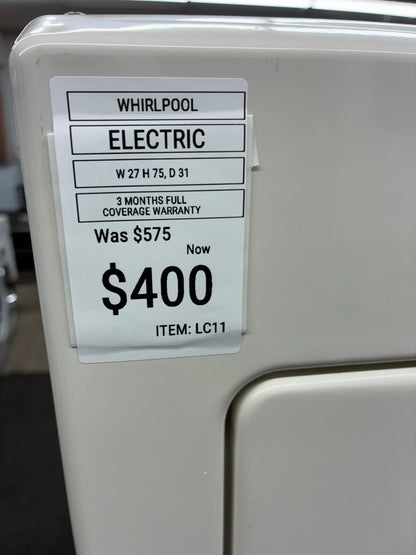 WHIRLPOOL
ELECTRIC
W 27 H 75, D 31
3 MONTHS FULL
COVERAGE WARRANTY
Was $575
Now
$400
ITEM: LC11